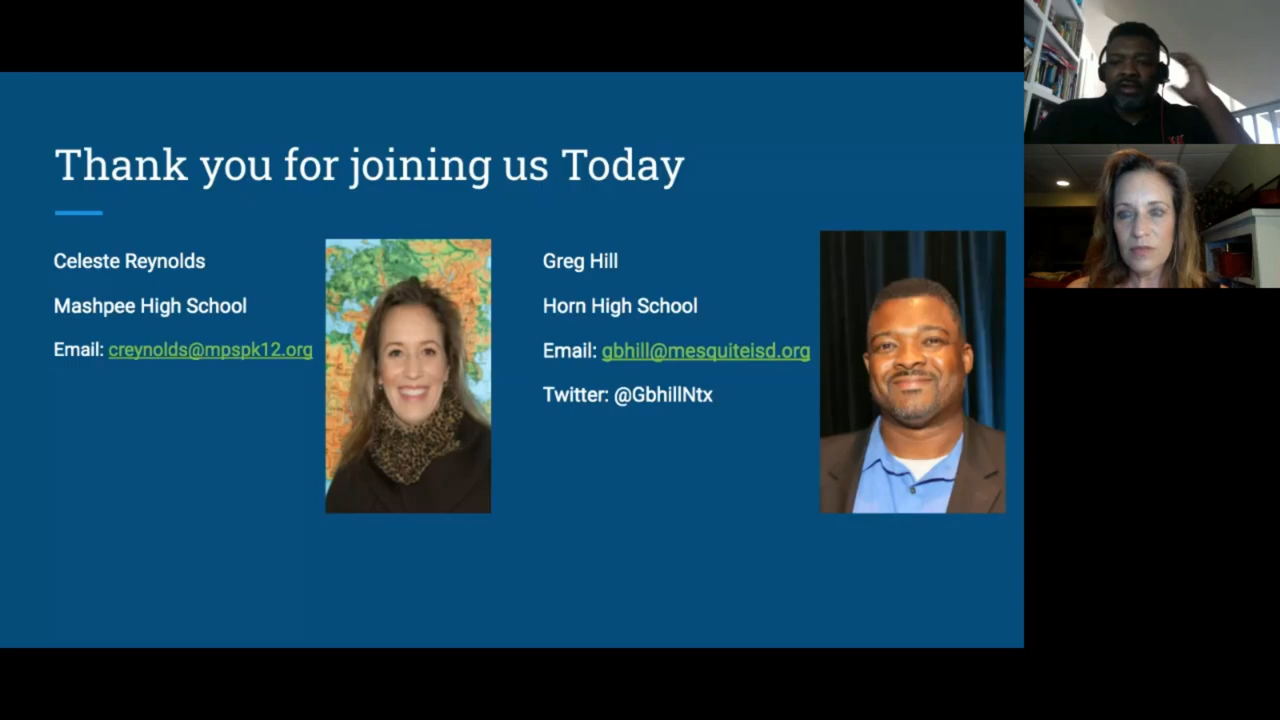 Thank you for joining us Today
Celeste Reynolds
Mashpee High School
Email: creynolds@mpspk12.org
Greg Hill
Horn High School
Email: gbhill@mesquiteisd.org
Twitter: @GbhillNtx